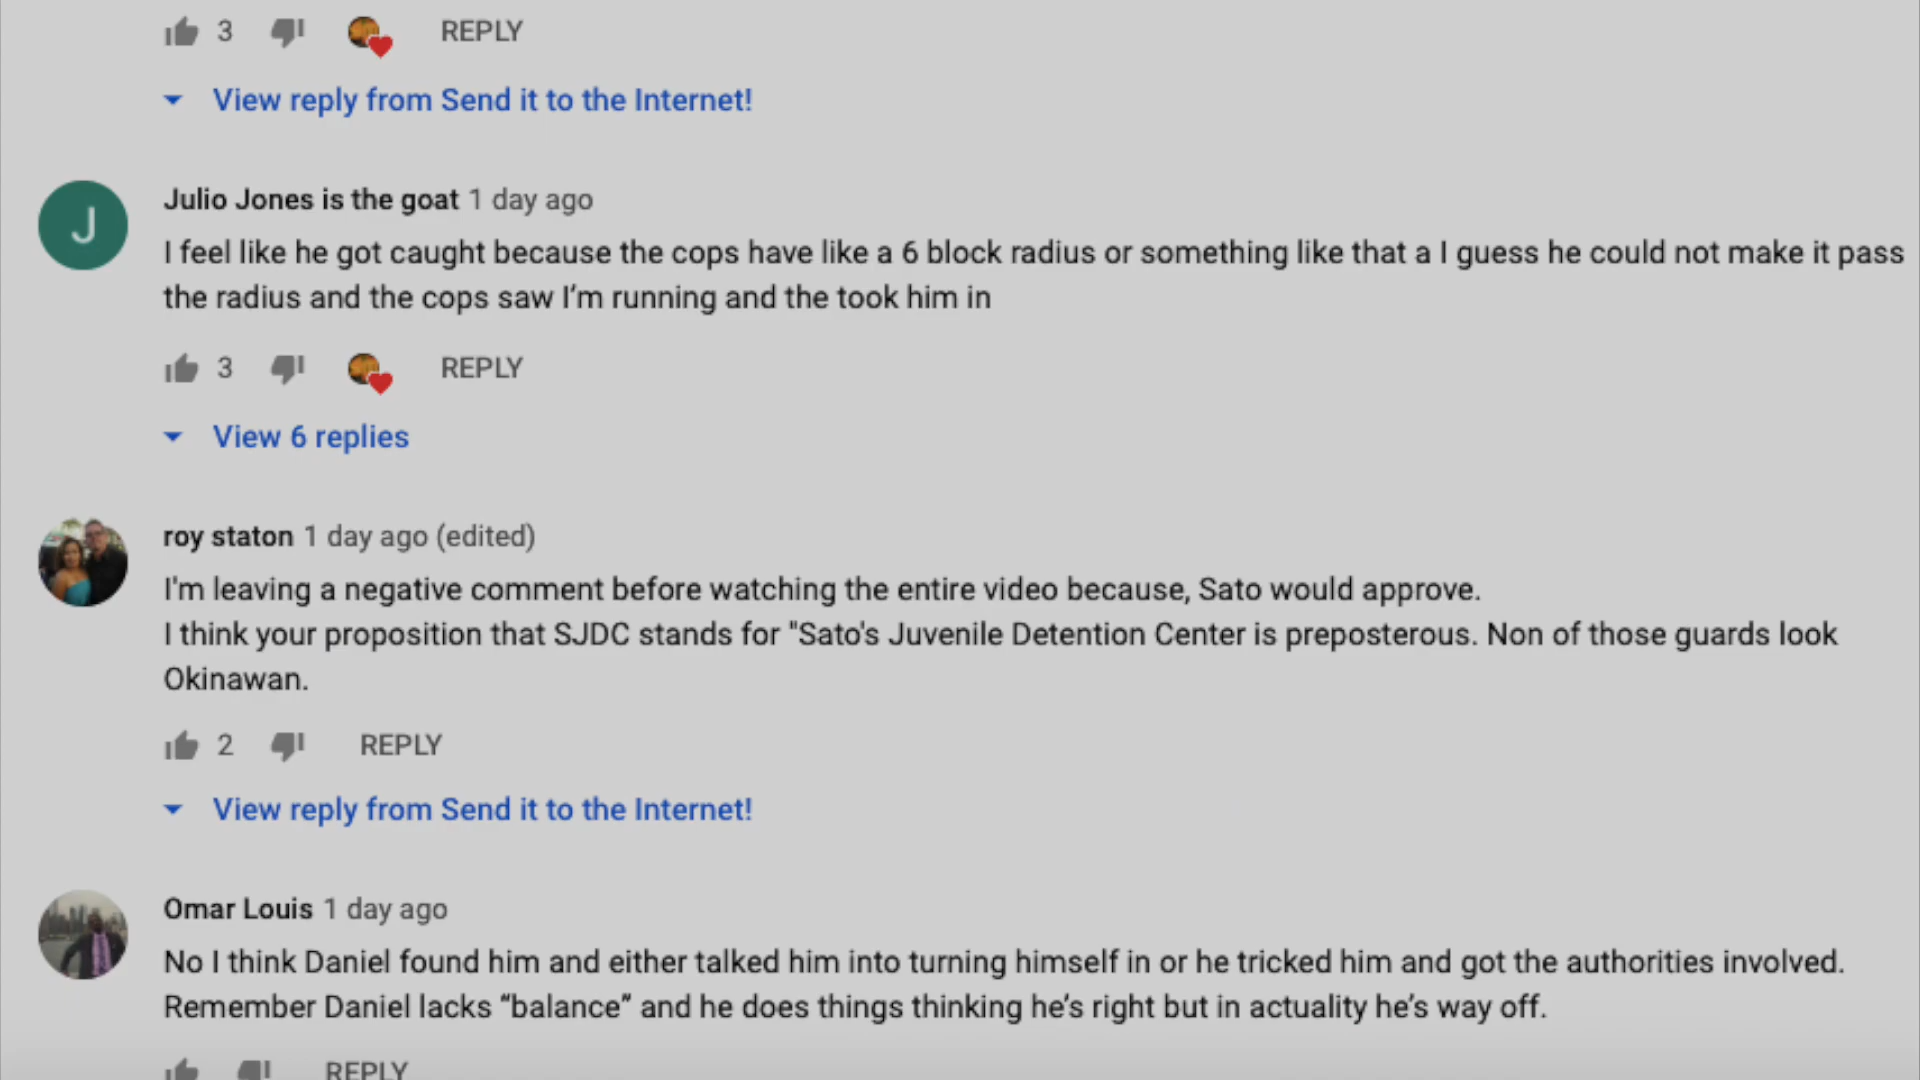 3 REPLY
View reply from Send it to the Internet!
J
Julio Jones is the goat 1 day ago
I feel like he got caught because the cops have like a 6 block radius or something like that a I guess he could not make it pass
the radius and the cops saw I’m running and the took him in
3 REPLY
View 6 replies
roy staton 1 day ago (edited)
I'm leaving a negative comment before watching the entire video because, Sato would approve.
I think your proposition that SJDC stands for "Sato's Juvenile Detention Center is preposterous. Non of those guards look
Okinawan.
2 REPLY
View reply from Send it to the Internet!
Omar Louis 1 day ago
No I think Daniel found him and either talked him into turning himself in or he tricked him and got the authorities involved.
Remember Daniel lacks “balance” and he does things thinking he’s right but in actuality he’s way off.
REPLY